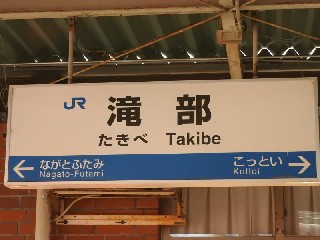 JR 滝部
たきべ Takibe
← ながとふたみ こっとい →
Nagato-Futami Kottoi